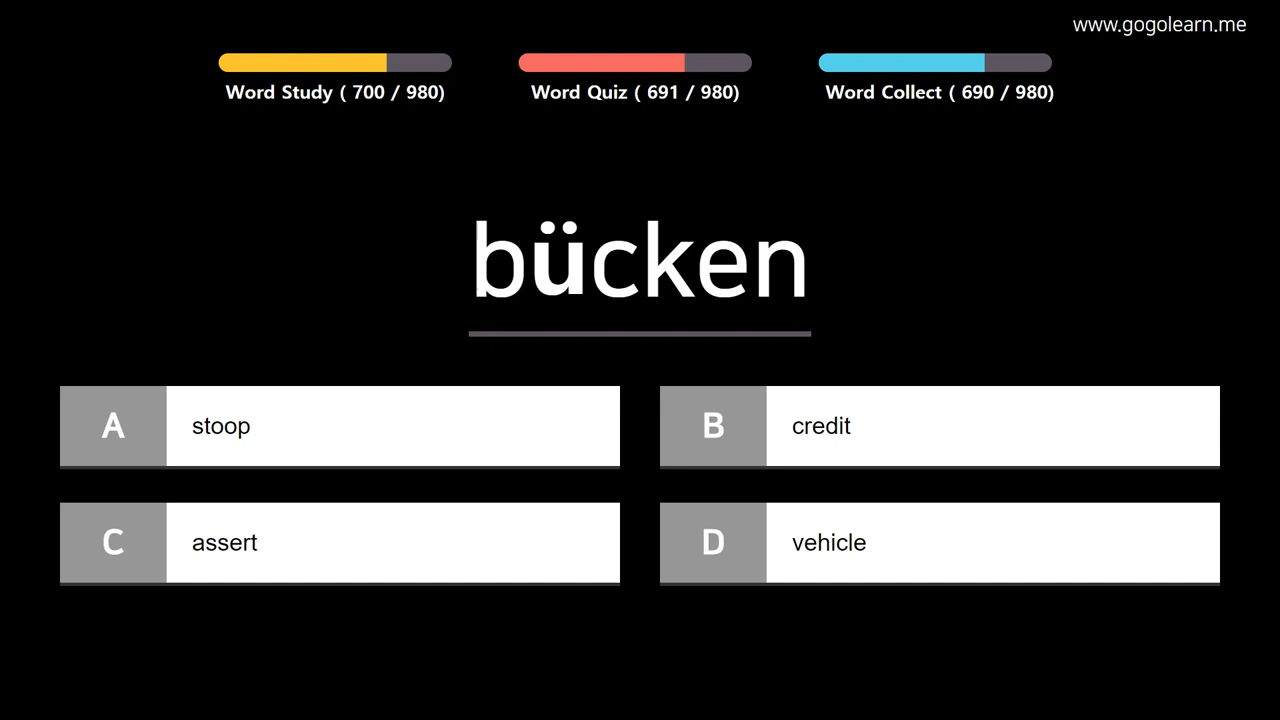 www.gogolearn.me
Word Study ( 700 / 980)
Word Quiz ( 691 / 980)
Word Collect ( 690 / 980)
bücken
A stoop
B credit
C assert
D vehicle